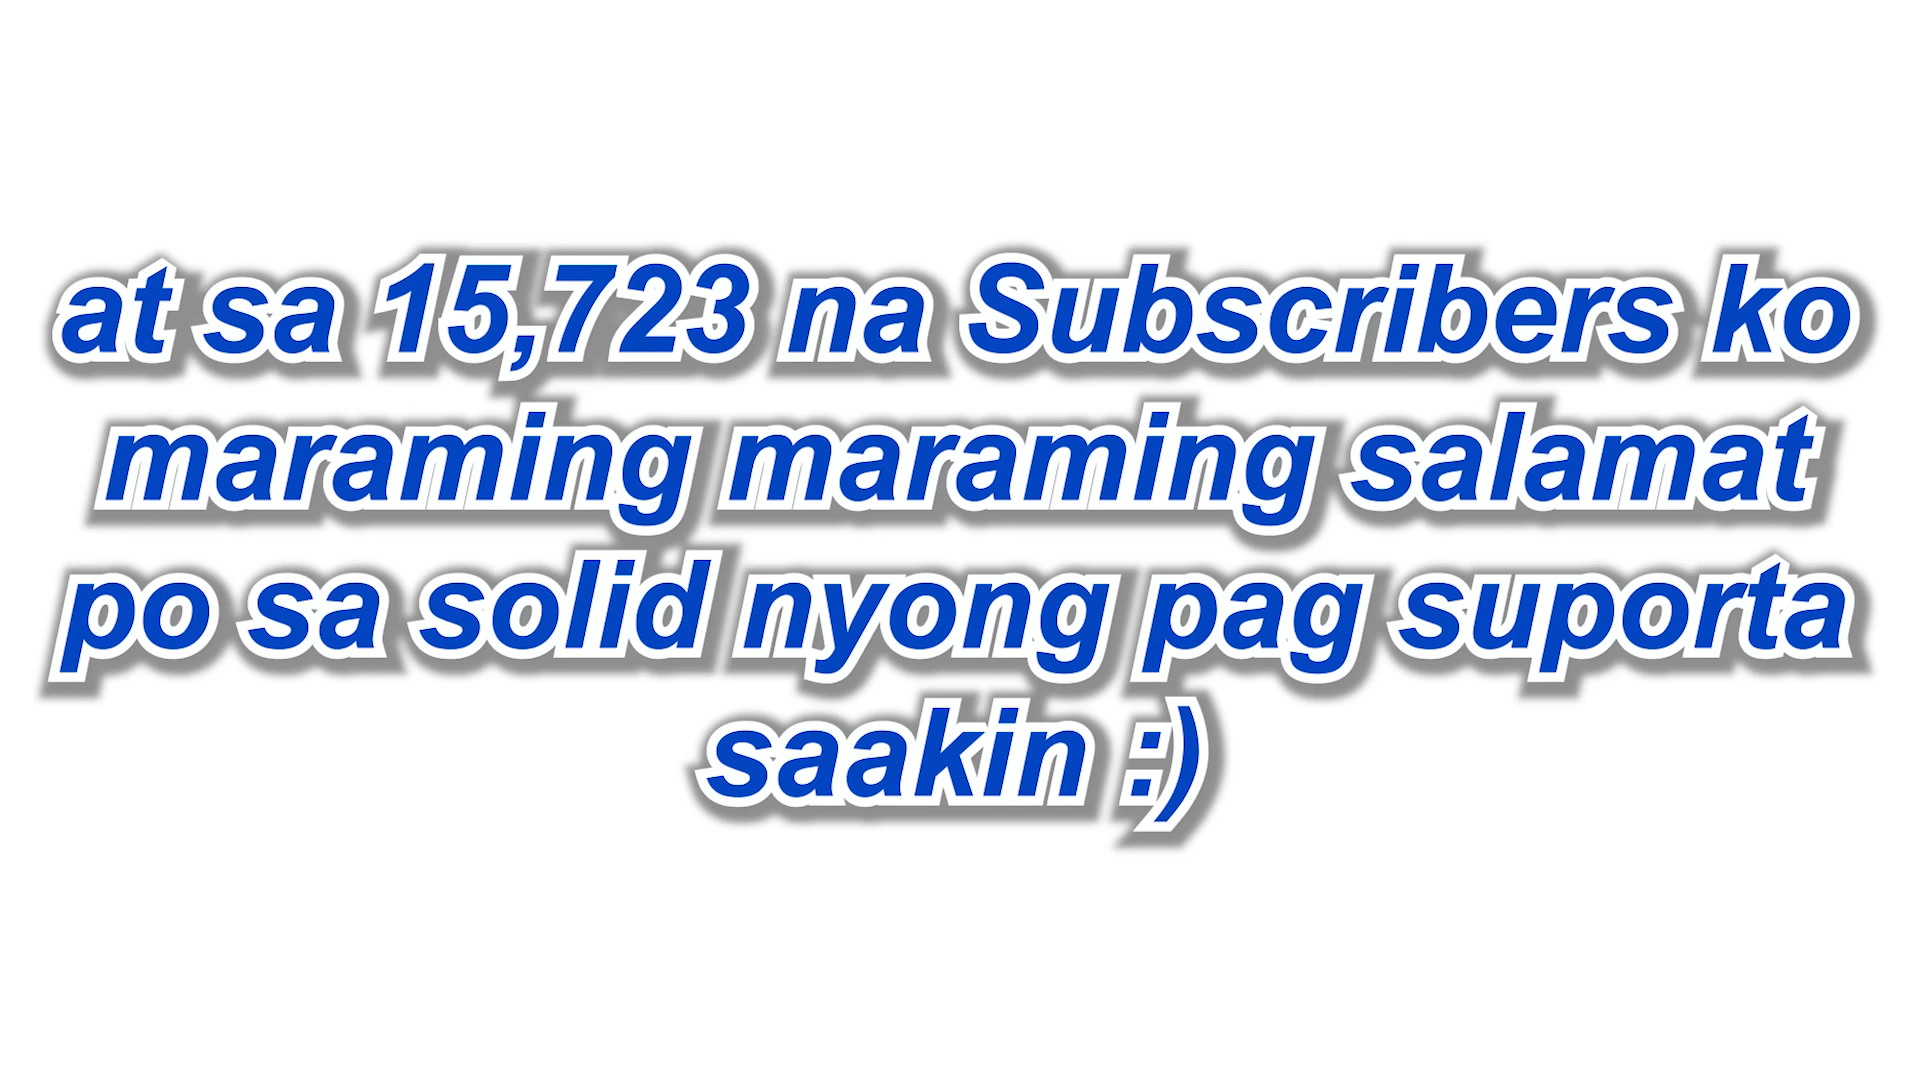 at sa 15,723 na Subscribers ko
maraming maraming salamat
po sa solid nyong pag suporta
saakin :)